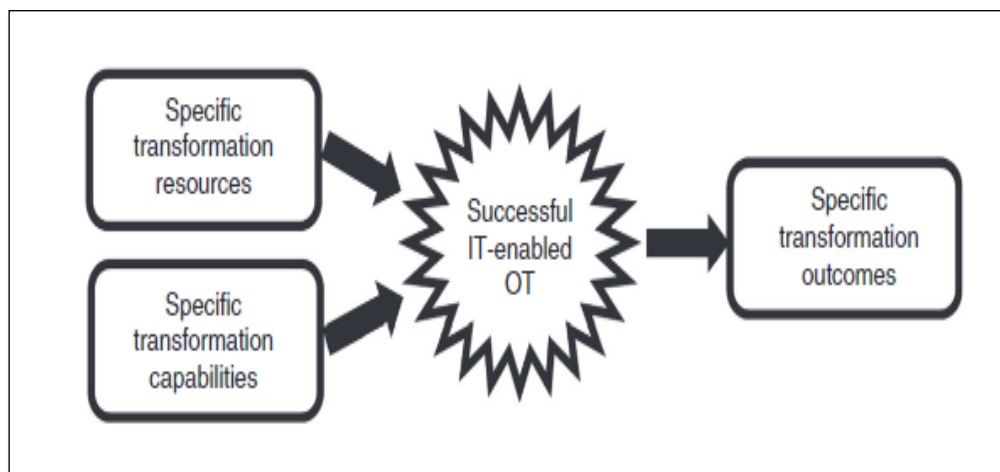 Specific
transformation
resources
Specific
transformation
capabilities
Successful
IT-enabled
OT
Specific
transformation
outcomes